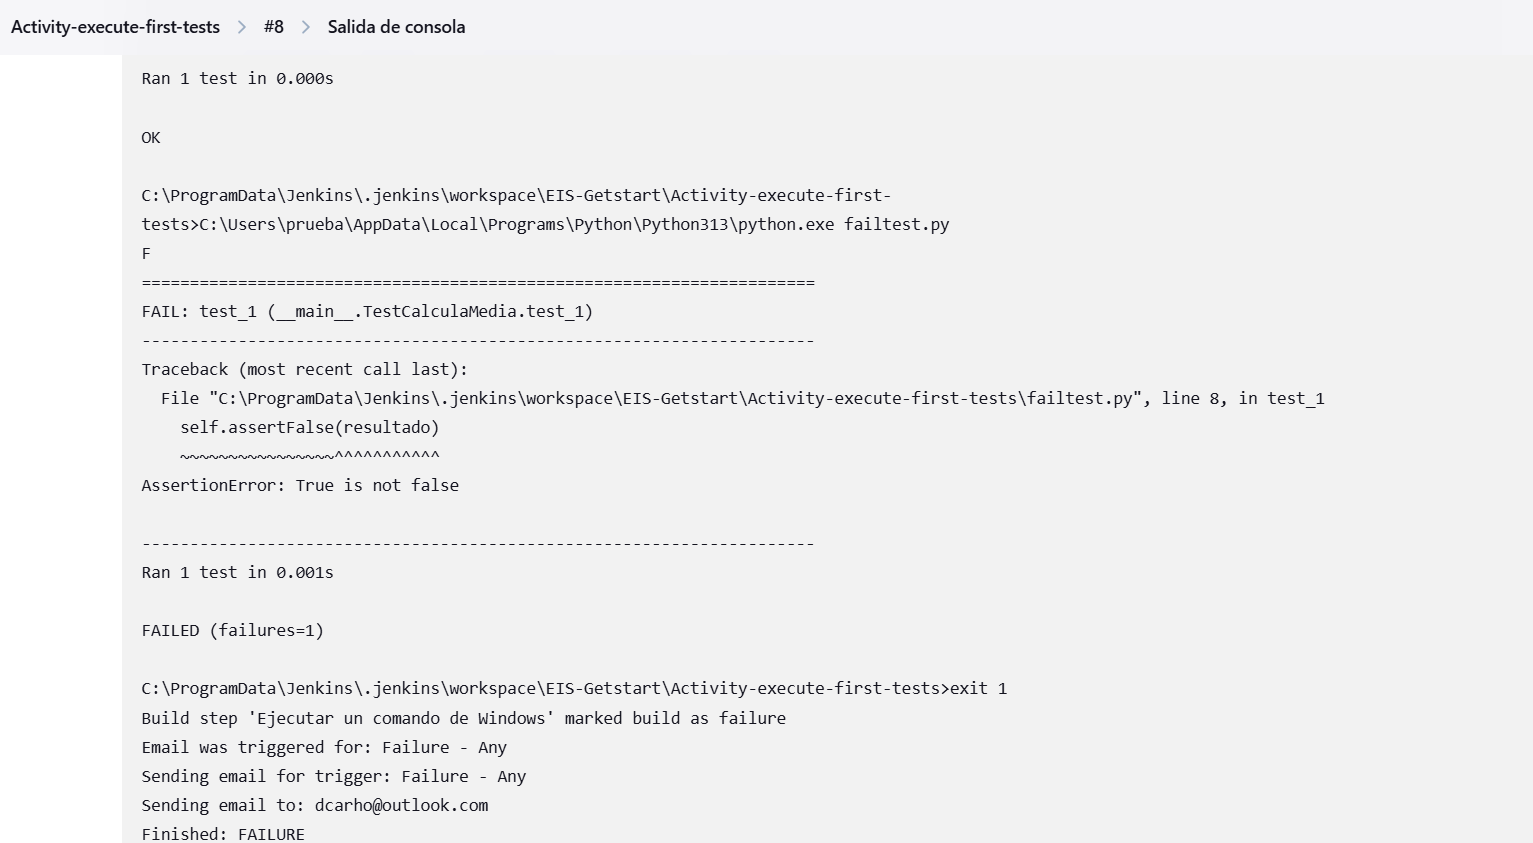 Activity-execute-first-tests > #8 > Salida de consola
Ran 1 test in 0.000s
OK
C:\ProgramData\Jenkins\.jenkins\workspace\EIS-Getstart\Activity-execute-first-
tests>C:\Users\prueba\AppData\Local\Programs\Python\Python313\python.exe failtest.py
F
======================================================================
FAIL: test_1 (__main__.TestCalculaMedia.test_1)
----------------------------------------------------------------------
Traceback (most recent call last):
  File "C:\ProgramData\Jenkins\.jenkins\workspace\EIS-Getstart\Activity-execute-first-tests\failtest.py", line 8, in test_1
    self.assertFalse(resultado)
    ~~~~~~~~~~~~~~~~^^^^^^^^^^^
AssertionError: True is not false
----------------------------------------------------------------------
Ran 1 test in 0.001s
FAILED (failures=1)
C:\ProgramData\Jenkins\.jenkins\workspace\EIS-Getstart\Activity-execute-first-tests>exit 1
Build step 'Ejecutar un comando de Windows' marked build as failure
Email was triggered for: Failure - Any
Sending email for trigger: Failure - Any
Sending email to: dcarho@outlook.com
Finished: FAILURE